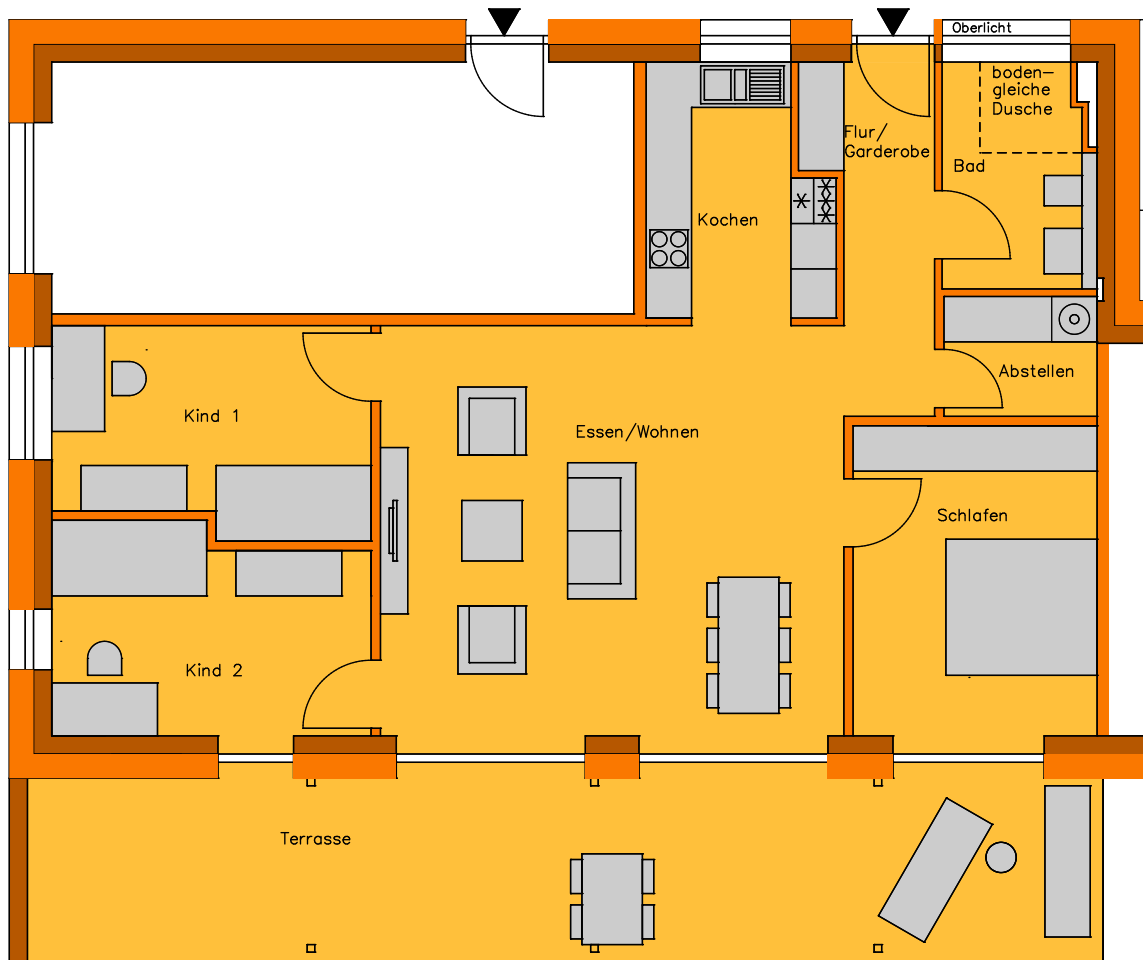 Oberlicht
boden-
gleiche
Dusche
Flur/
Garderobe
Bad
Kochen
Abstellen
Kind 1
Essen/Wohnen
Schlafen
Kind 2
Terrasse